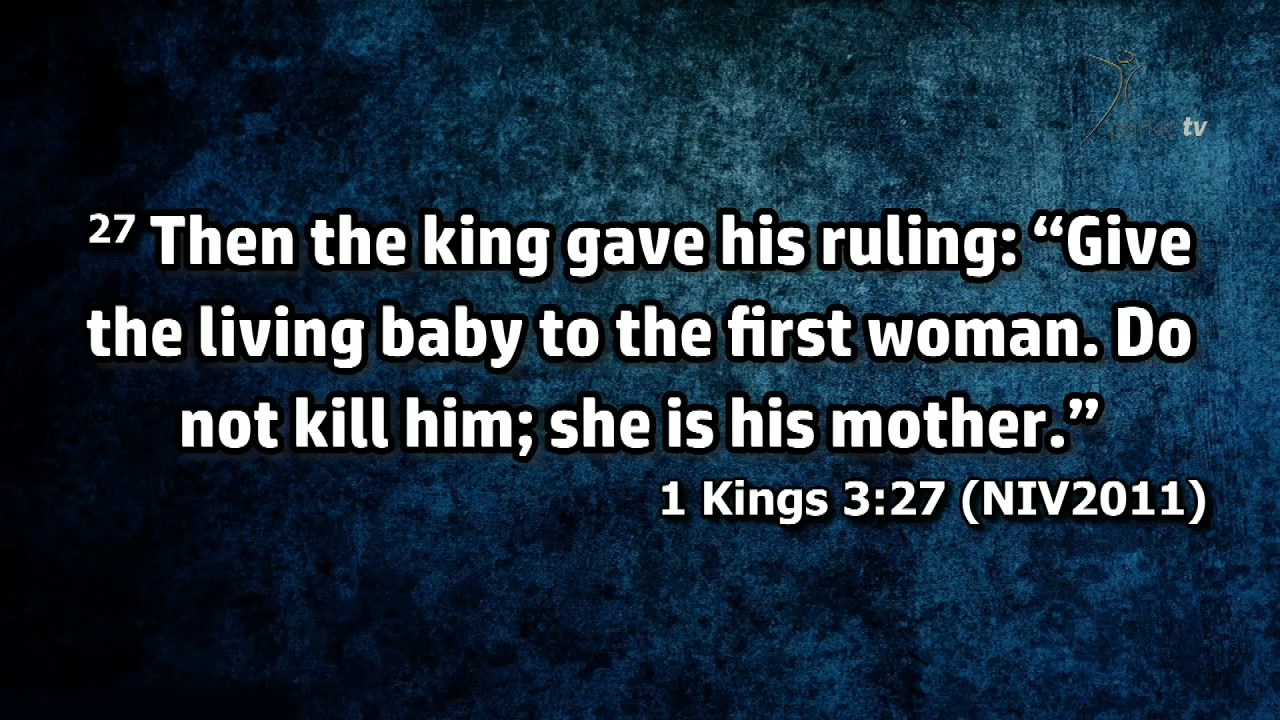 tv
27 Then the king gave his ruling: “Give
the living baby to the first woman. Do
not kill him; she is his mother.”
1 Kings 3:27 (NIV2011)